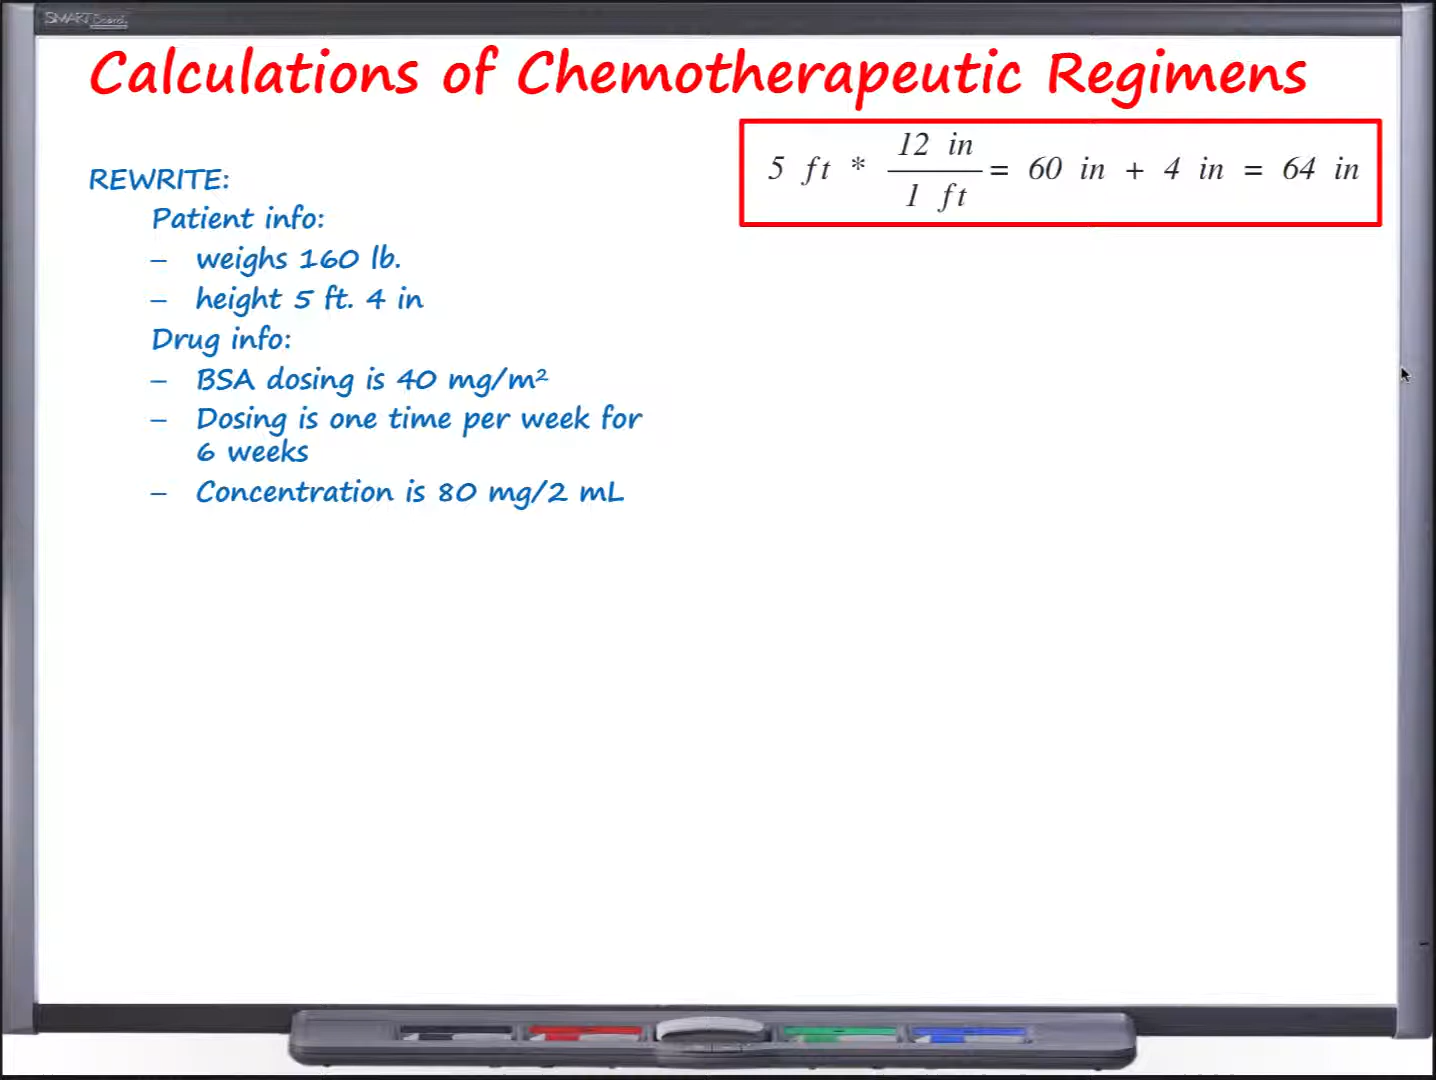 SMART Board
Calculations of Chemotherapeutic Regimens
5 ft * 12 in / 1 ft = 60 in + 4 in = 64 in
REWRITE:
Patient info:
– weighs 160 lb.
– height 5 ft. 4 in
Drug info:
– BSA dosing is 40 mg/m²
– Dosing is one time per week for
6 weeks
– Concentration is 80 mg/2 mL